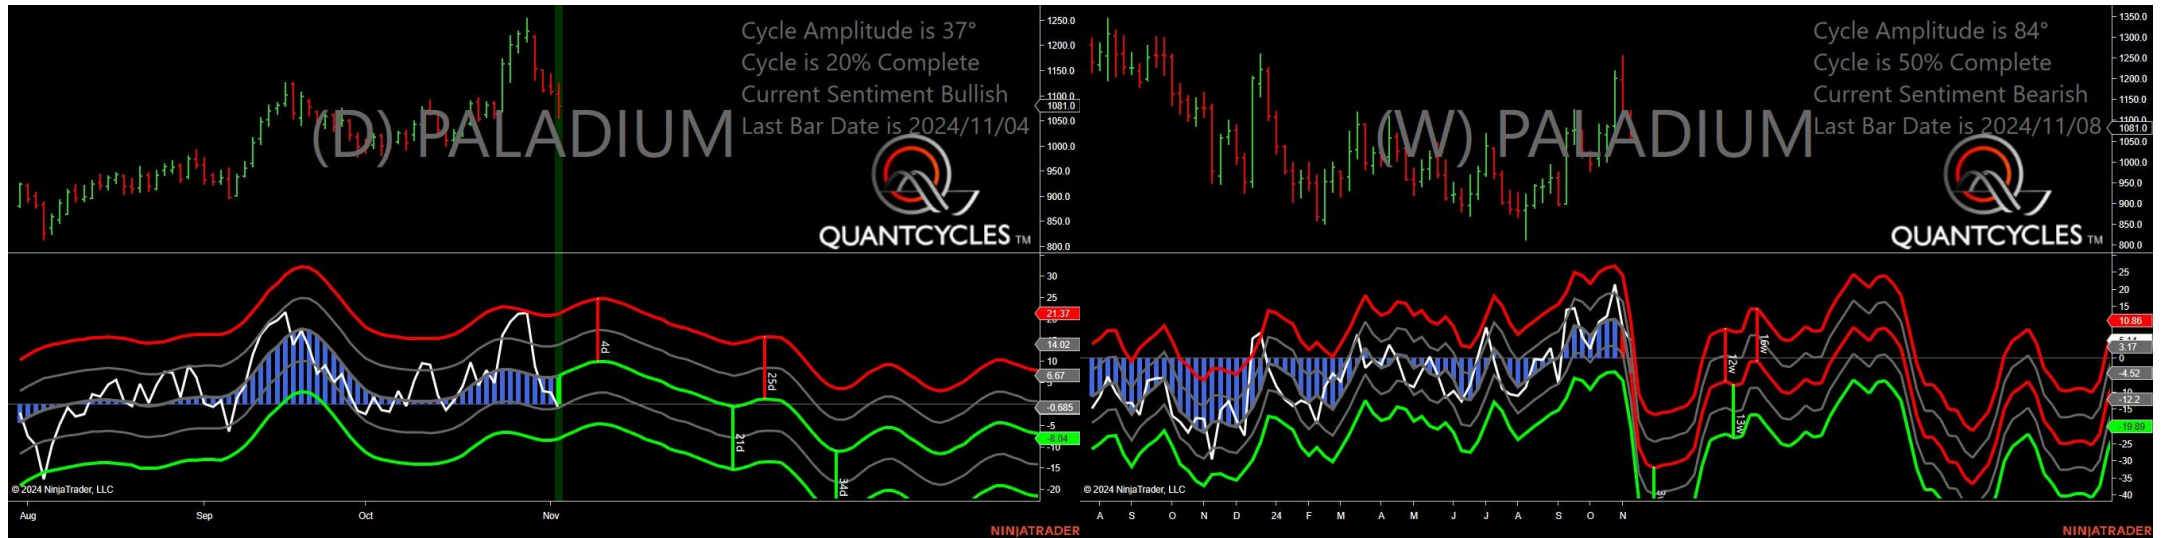 Cycle Amplitude is 37°
Cycle is 20% Complete
Current Sentiment Bullish
Last Bar Date is 2024/11/04
(D) PALADIUM
QUANTCYCLES TM
1250.0
1200.0
1150.0
1100.0
1081.0
1050.0
1000.0
950.0
900.0
850.0
800.0
30
25
21.37
14.02
10
6.67
-0.685
-5
-8.04
-10
-15
-20
4d
25d
21d
34d
© 2024 NinjaTrader, LLC
Aug Sep Oct Nov
NINJATRADER
Cycle Amplitude is 84°
Cycle is 50% Complete
Current Sentiment Bearish
Last Bar Date is 2024/11/08
(W) PALADIUM
QUANTCYCLES TM
1350.0
1300.0
1250.0
1200.0
1150.0
1081.0
1050.0
1000.0
950.0
900.0
850.0
800.0
25
20
15
10.86
3.17
0
-4.52
-12.2
-15
-19.89
-25
-30
-35
-40
12w
16w
13w
© 2024 NinjaTrader, LLC
A S O N D 24 F M A M J J A S O N
NINJATRADER